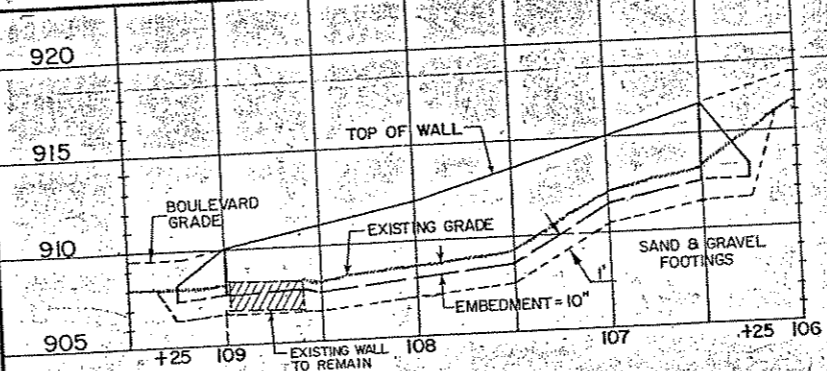 920
915
TOP OF WALL
BOULEVARD
GRADE
EXISTING GRADE
910
SAND & GRAVEL
FOOTINGS
1'
EMBEDMENT = 10"
905
+25 109 108 107 +25 106
EXISTING WALL
TO REMAIN